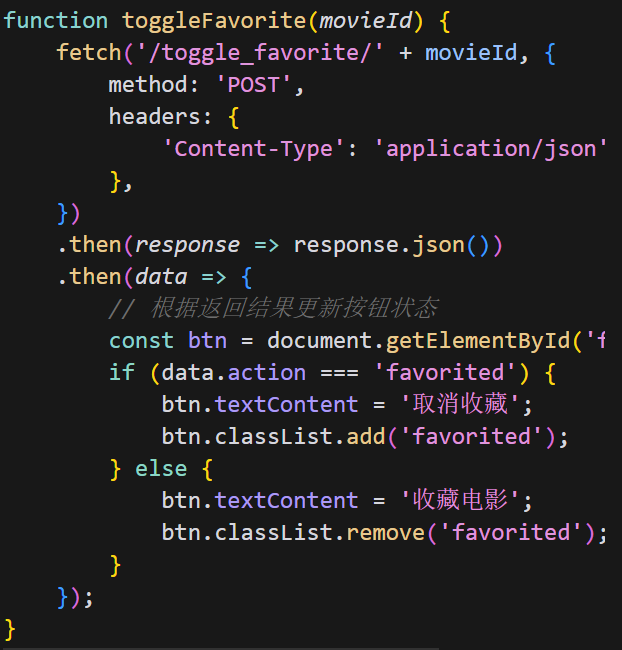 function toggleFavorite(movieId) {
    fetch('/toggle_favorite/' + movieId, {
        method: 'POST',
        headers: {
            'Content-Type': 'application/json'
        },
    })
    .then(response => response.json())
    .then(data => {
        // 根据返回结果更新按钮状态
        const btn = document.getElementById('f
        if (data.action === 'favorited') {
            btn.textContent = '取消收藏';
            btn.classList.add('favorited');
        } else {
            btn.textContent = '收藏电影';
            btn.classList.remove('favorited');
        }
    });
}